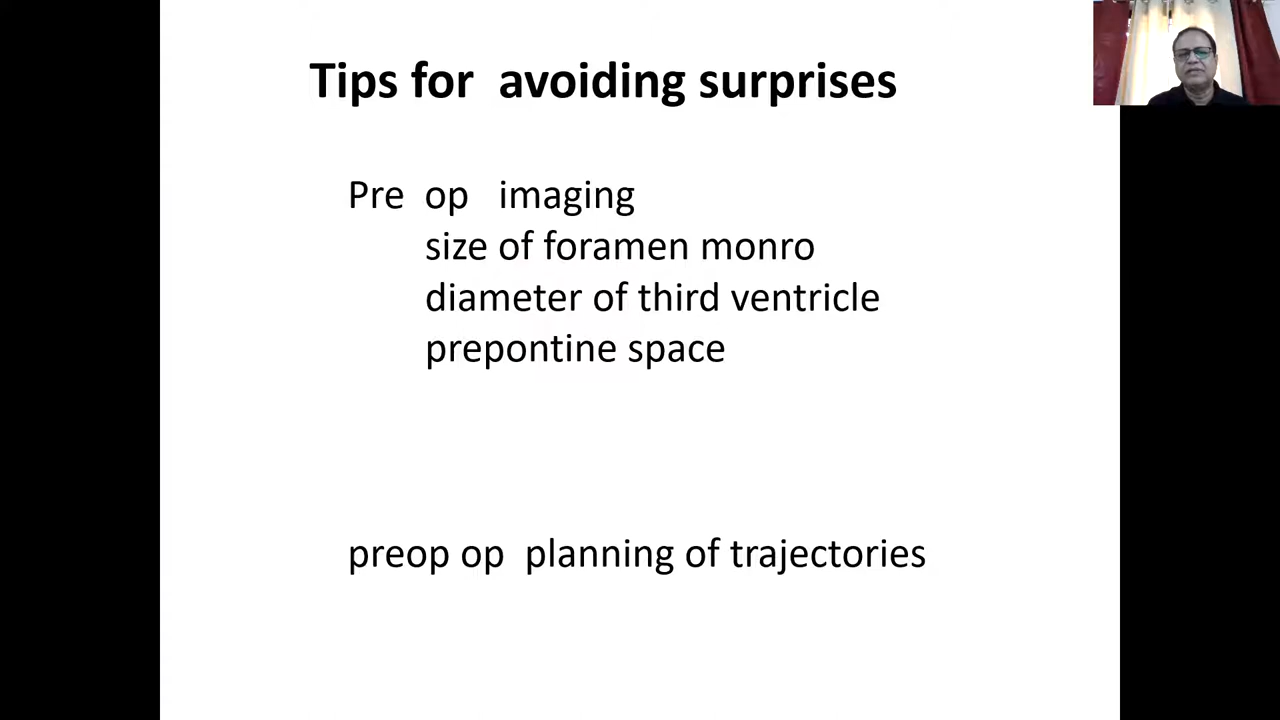 Tips for avoiding surprises
Pre op imaging
size of foramen monro
diameter of third ventricle
prepontine space
preop op planning of trajectories